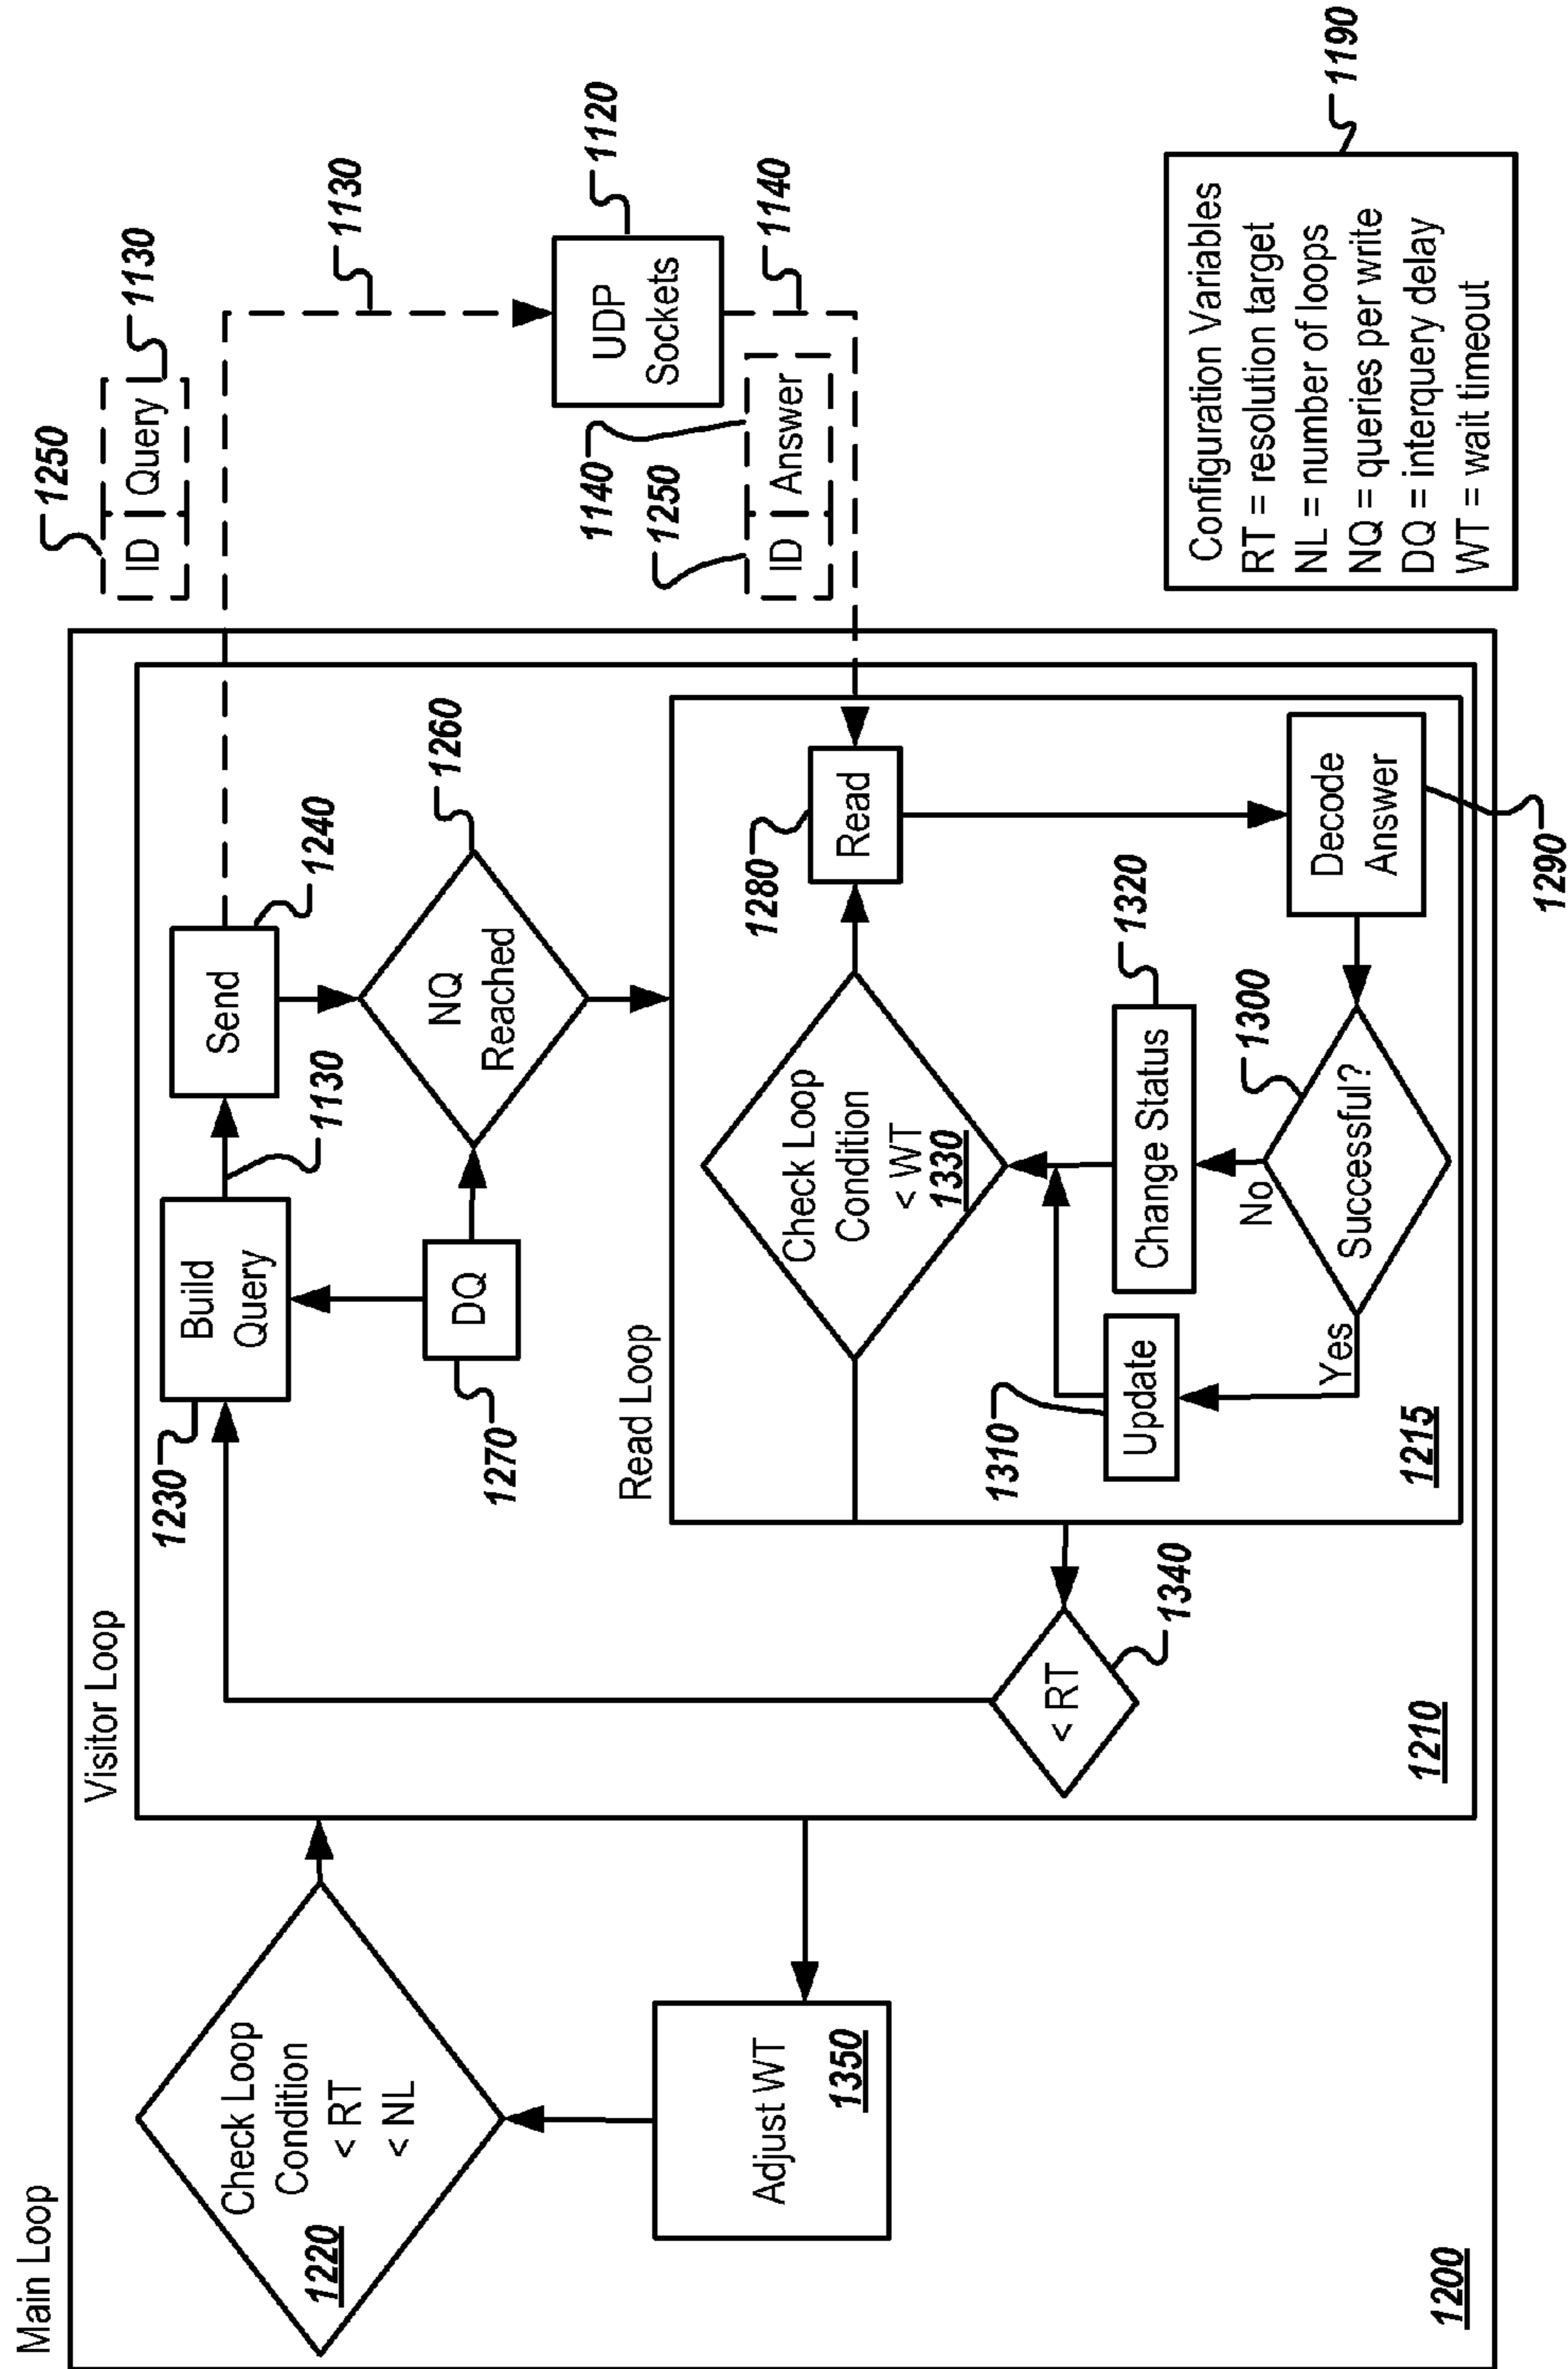 Main Loop
Check Loop
Condition
< RT
< NL
1220
Adjust WT
1350
1200
Visitor Loop
1230
Build
Query
1130
Send
1240
DQ
1270
NQ
Reached
1260
< RT
1340
1210
Read Loop
Check Loop
Condition
< WT
1330
1280
Read
1310
Update
Change Status
1320
1300
Successful?
No
Yes
Decode
Answer
1290
1215
1250
ID
Query
1130
1130
UDP
Sockets
1120
1140
1140
1250
ID
Answer
Configuration Variables
RT = resolution target
NL = number of loops
NQ = queries per write
DQ = interquery delay
WT = wait timeout
1190